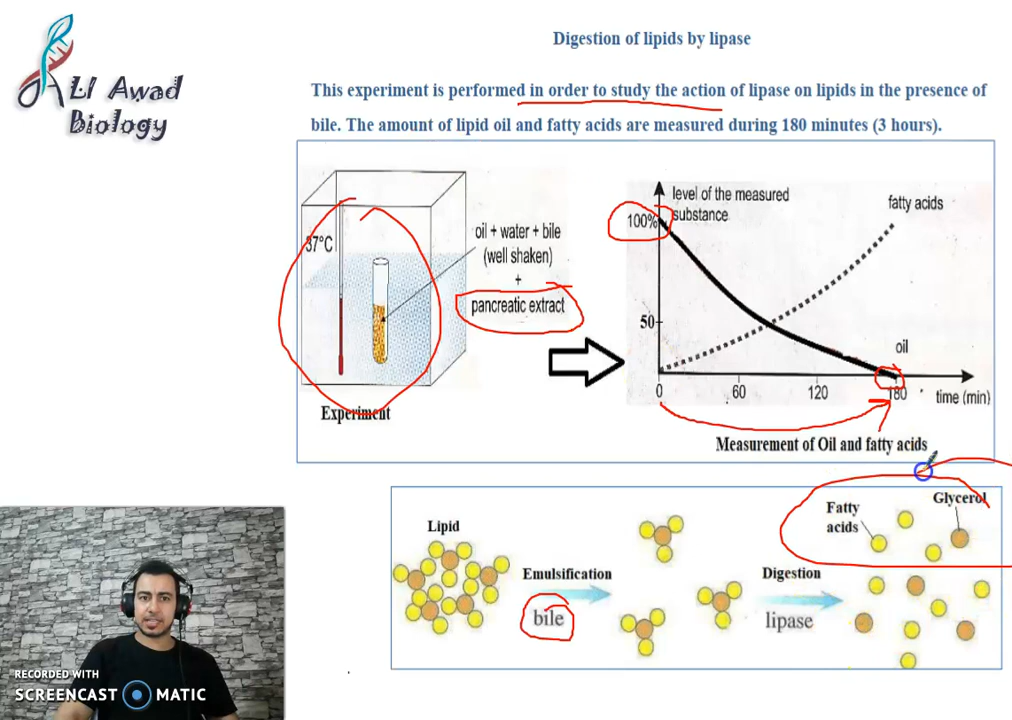 ALI Awad
Biology
Digestion of lipids by lipase
This experiment is performed in order to study the action of lipase on lipids in the presence of
bile. The amount of lipid oil and fatty acids are measured during 180 minutes (3 hours).
37°C
oil + water + bile
(well shaken)
+
pancreatic extract
Experiment
level of the measured
substance
100%
50
fatty acids
oil
0
60
120
180
time (min)
Measurement of Oil and fatty acids
Lipid
Emulsification
bile
Digestion
lipase
Fatty
acids
Glycerol
RECORDED WITH
SCREENCAST MATIC